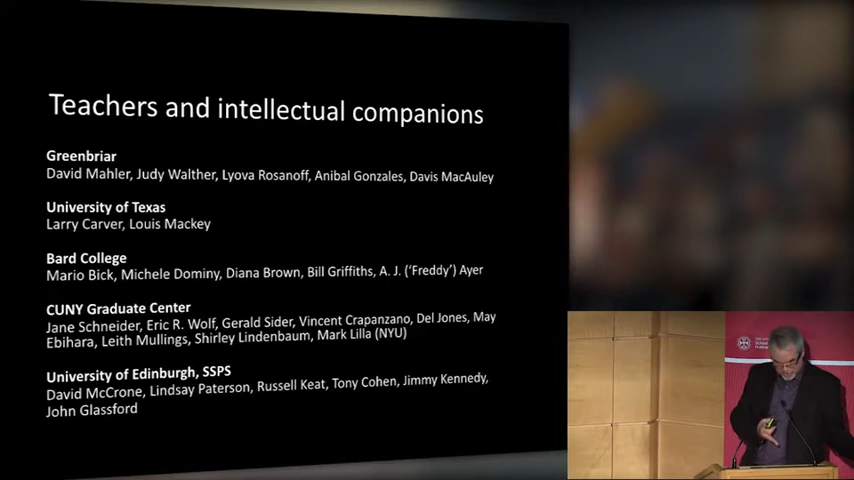 Teachers and intellectual companions
Greenbriar
David Mahler, Judy Walther, Lyova Rosanoff, Anibal Gonzales, Davis MacAuley
University of Texas
Larry Carver, Louis Mackey
Bard College
Mario Bick, Michele Dominy, Diana Brown, Bill Griffiths, A. J. (‘Freddy’) Ayer
CUNY Graduate Center
Jane Schneider, Eric R. Wolf, Gerald Sider, Vincent Crapanzano, Del Jones, May
Ebihara, Leith Mullings, Shirley Lindenbaum, Mark Lilla (NYU)
University of Edinburgh, SSPS
David McCrone, Lindsay Paterson, Russell Keat, Tony Cohen, Jimmy Kennedy,
John Glassford